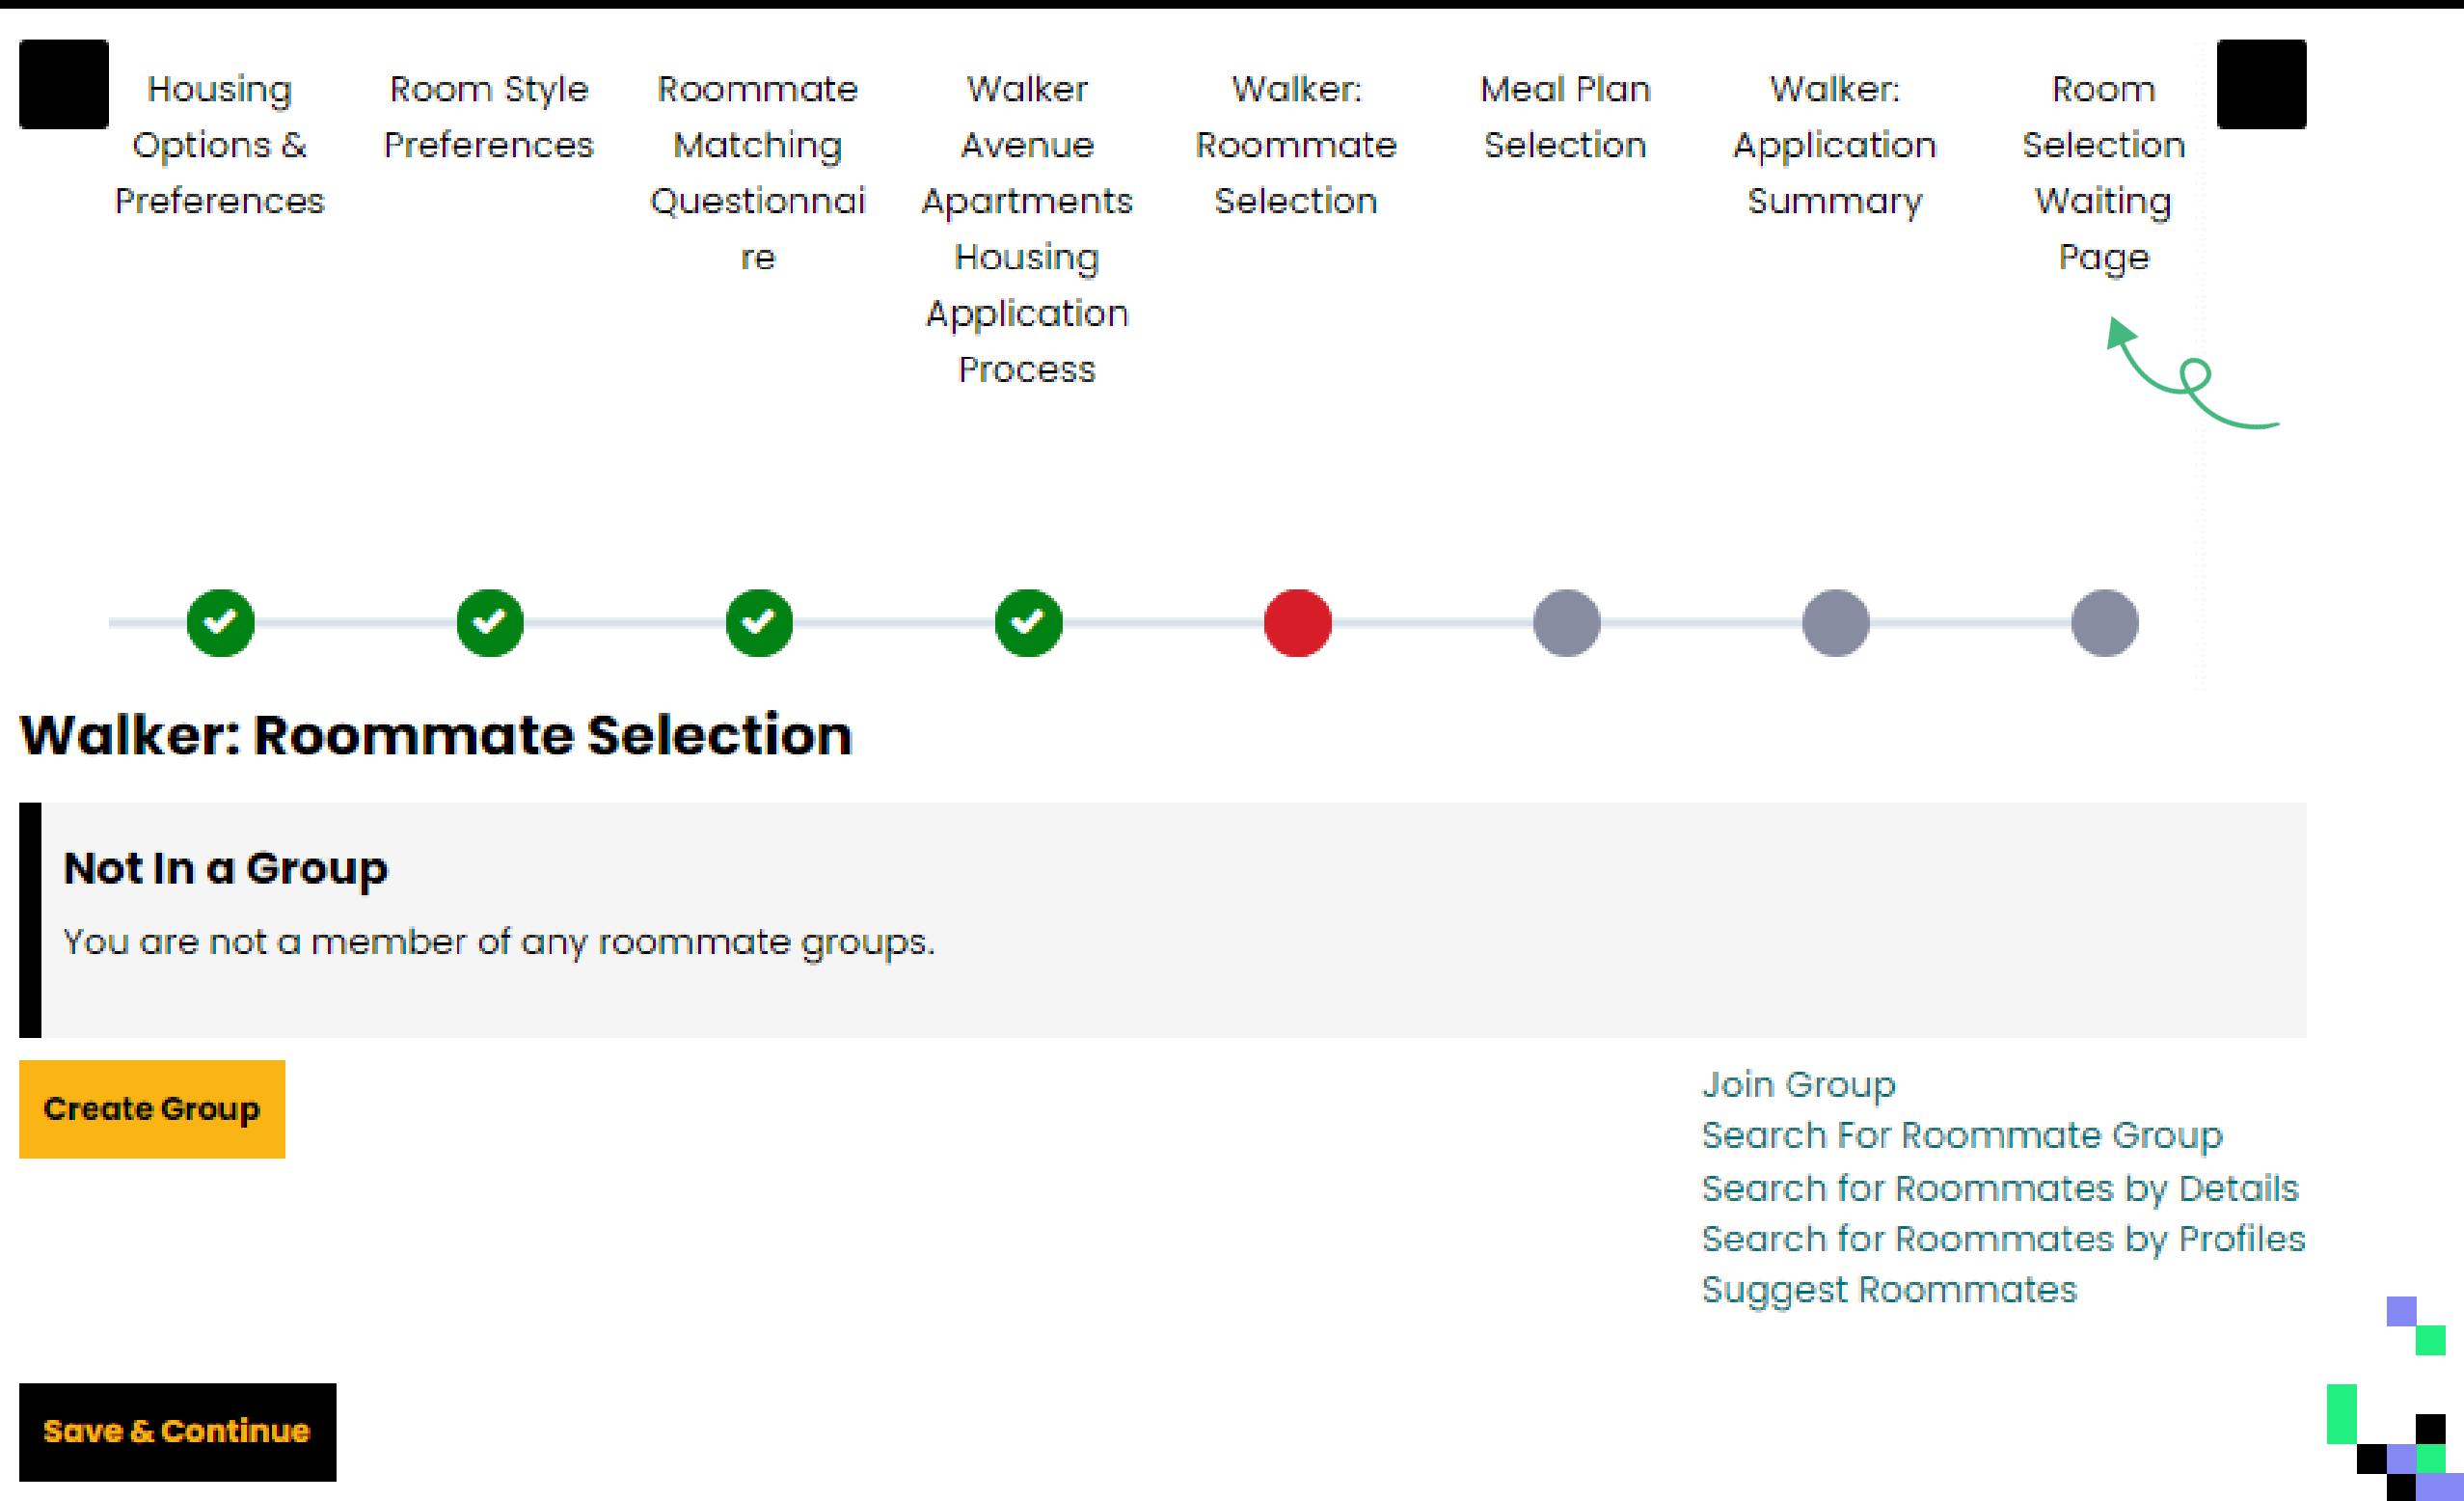 Housing
Options &
Preferences
Room Style
Preferences
Roommate
Matching
Questionnai
re
Walker
Avenue
Apartments
Housing
Application
Process
Walker:
Roommate
Selection
Meal Plan
Selection
Walker:
Application
Summary
Room
Selection
Waiting
Page
Walker: Roommate Selection
Not In a Group
You are not a member of any roommate groups.
Create Group
Join Group
Search For Roommate Group
Search for Roommates by Details
Search for Roommates by Profiles
Suggest Roommates
Save & Continue